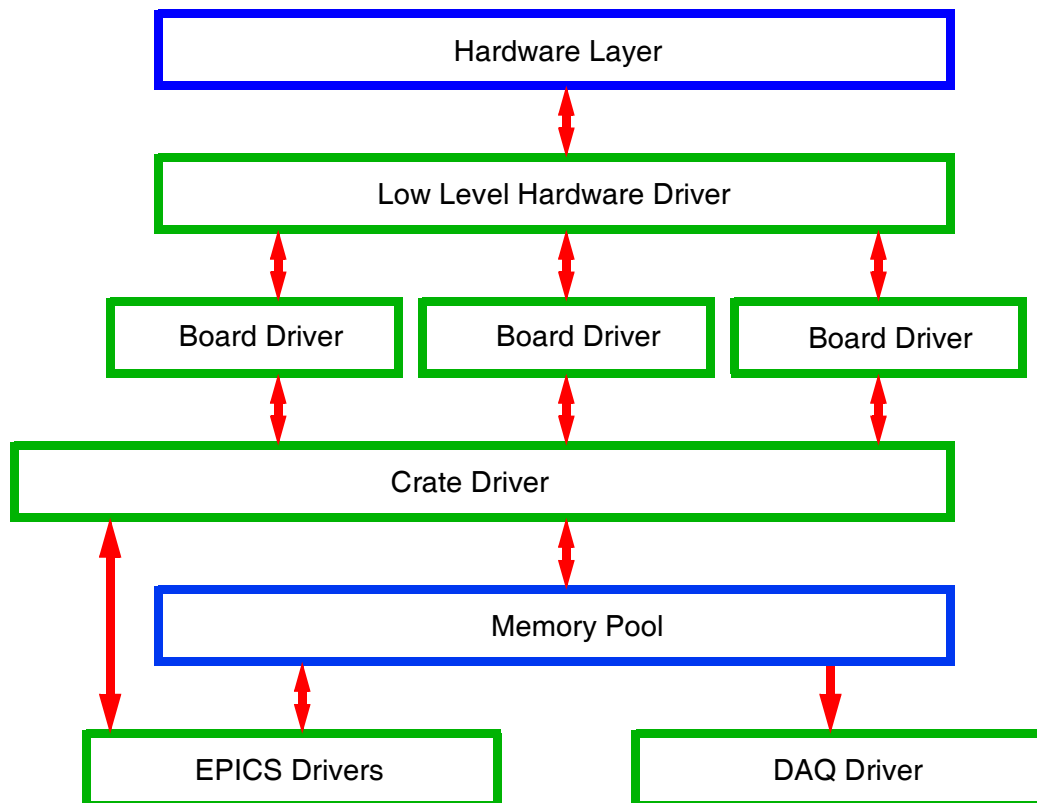 Hardware Layer
Low Level Hardware Driver
Board Driver
Board Driver
Board Driver
Crate Driver
Memory Pool
EPICS Drivers
DAQ Driver